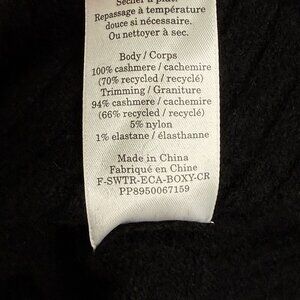 Sécher à plat.
Repassage à température
douce si nécessaire.
Ou nettoyer à sec.
Body / Corps
100% cashmere / cachemire
(70% recycled / recyclé)
Trimming / Graniture
94% cashmere / cachemire
(66% recycled / recyclé)
5% nylon
1% elastane / élasthanne
Made in China
Fabriqué en Chine
F-SWTR-ECA-BOXY-CR
PP8950067159